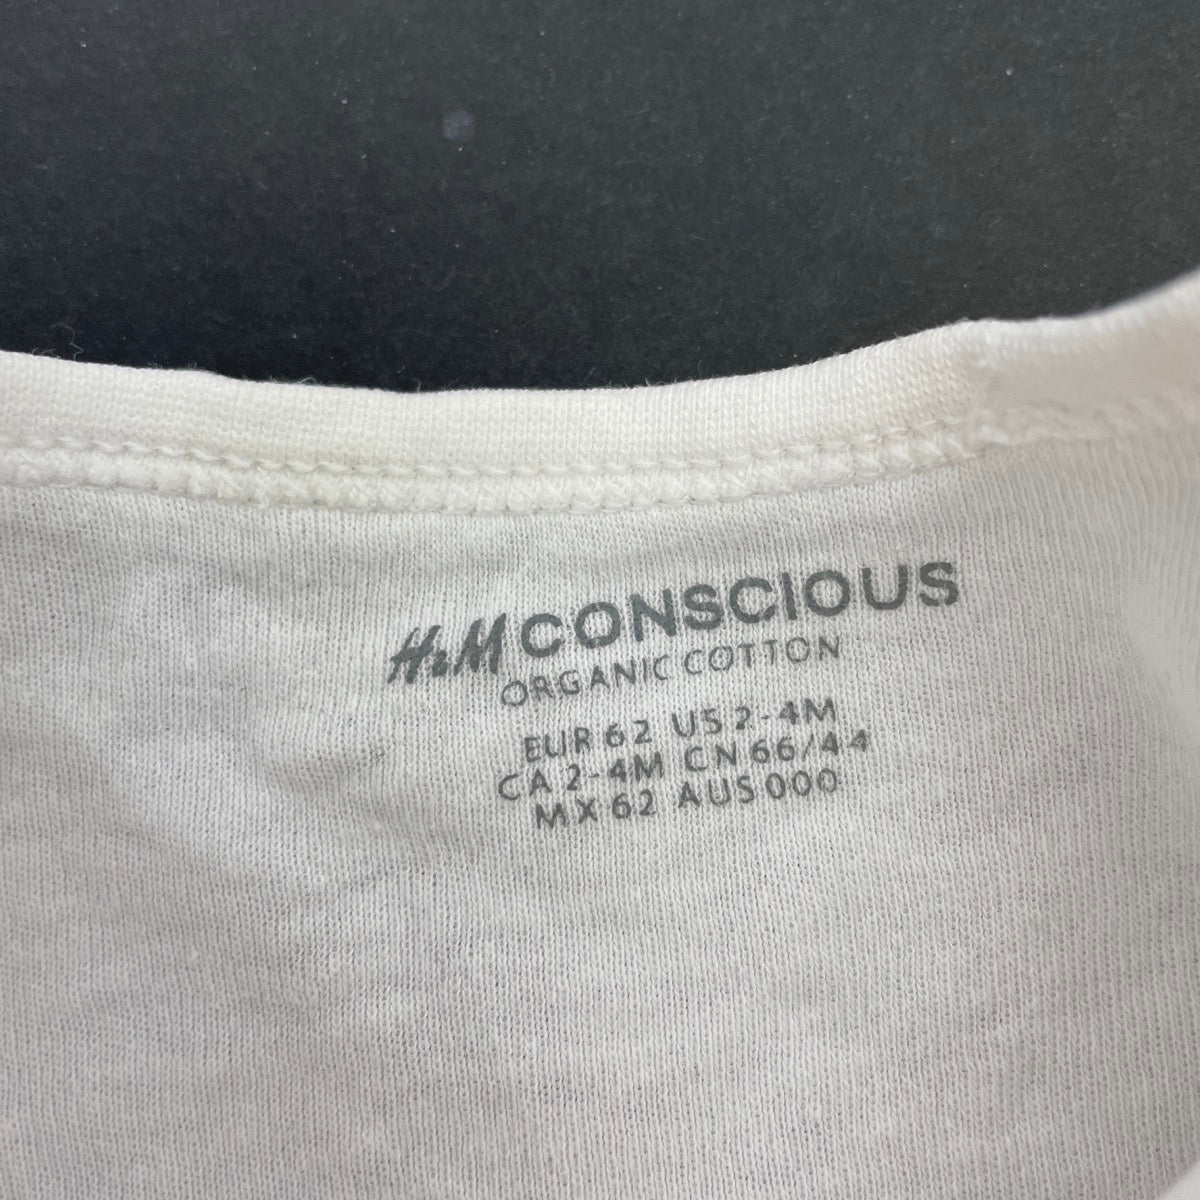 H&M CONSCIOUS
ORGANIC COTTON
EUR 62 US 2-4M
CA 2-4M CN 66/44
MX 62 AUS 000